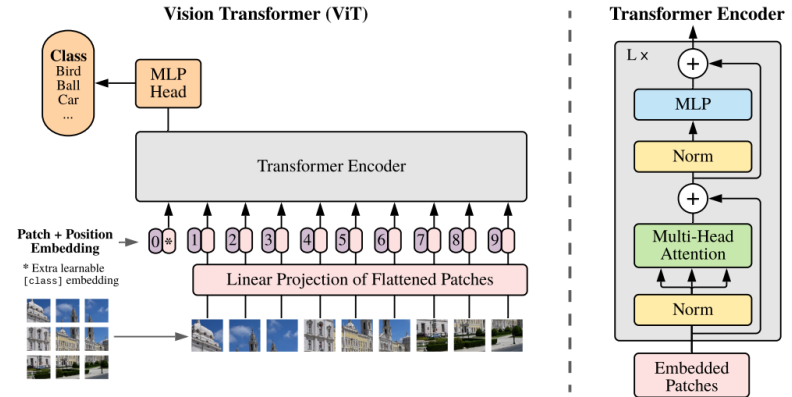 Vision Transformer (ViT)
Class
Bird
Ball
Car
...
MLP
Head
Transformer Encoder
Patch + Position
Embedding
0 * 1 2 3 4 5 6 7 8 9
* Extra learnable
[class] embedding
Linear Projection of Flattened Patches
Transformer Encoder
L x
+
MLP
Norm
+
Multi-Head
Attention
Norm
Embedded
Patches